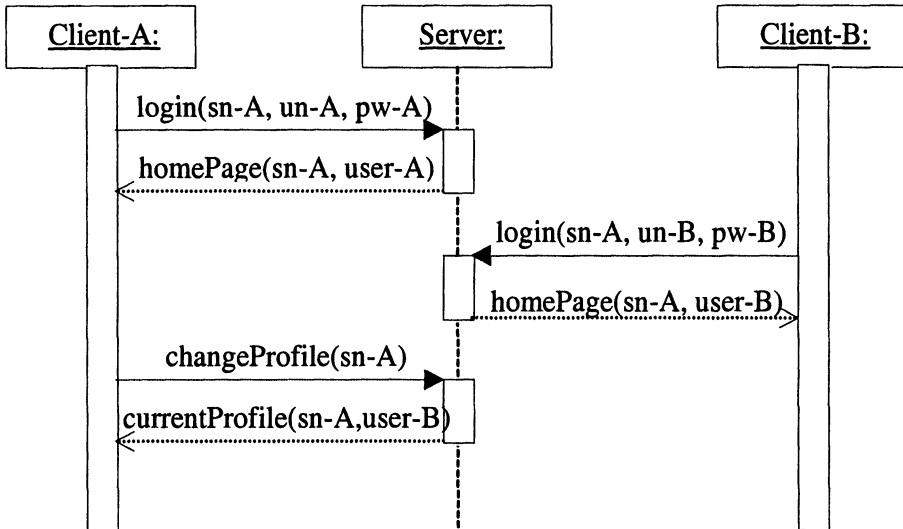 Client-A:
Server:
Client-B:
login(sn-A, un-A, pw-A)
homePage(sn-A, user-A)
login(sn-A, un-B, pw-B)
homePage(sn-A, user-B)
changeProfile(sn-A)
currentProfile(sn-A,user-B)